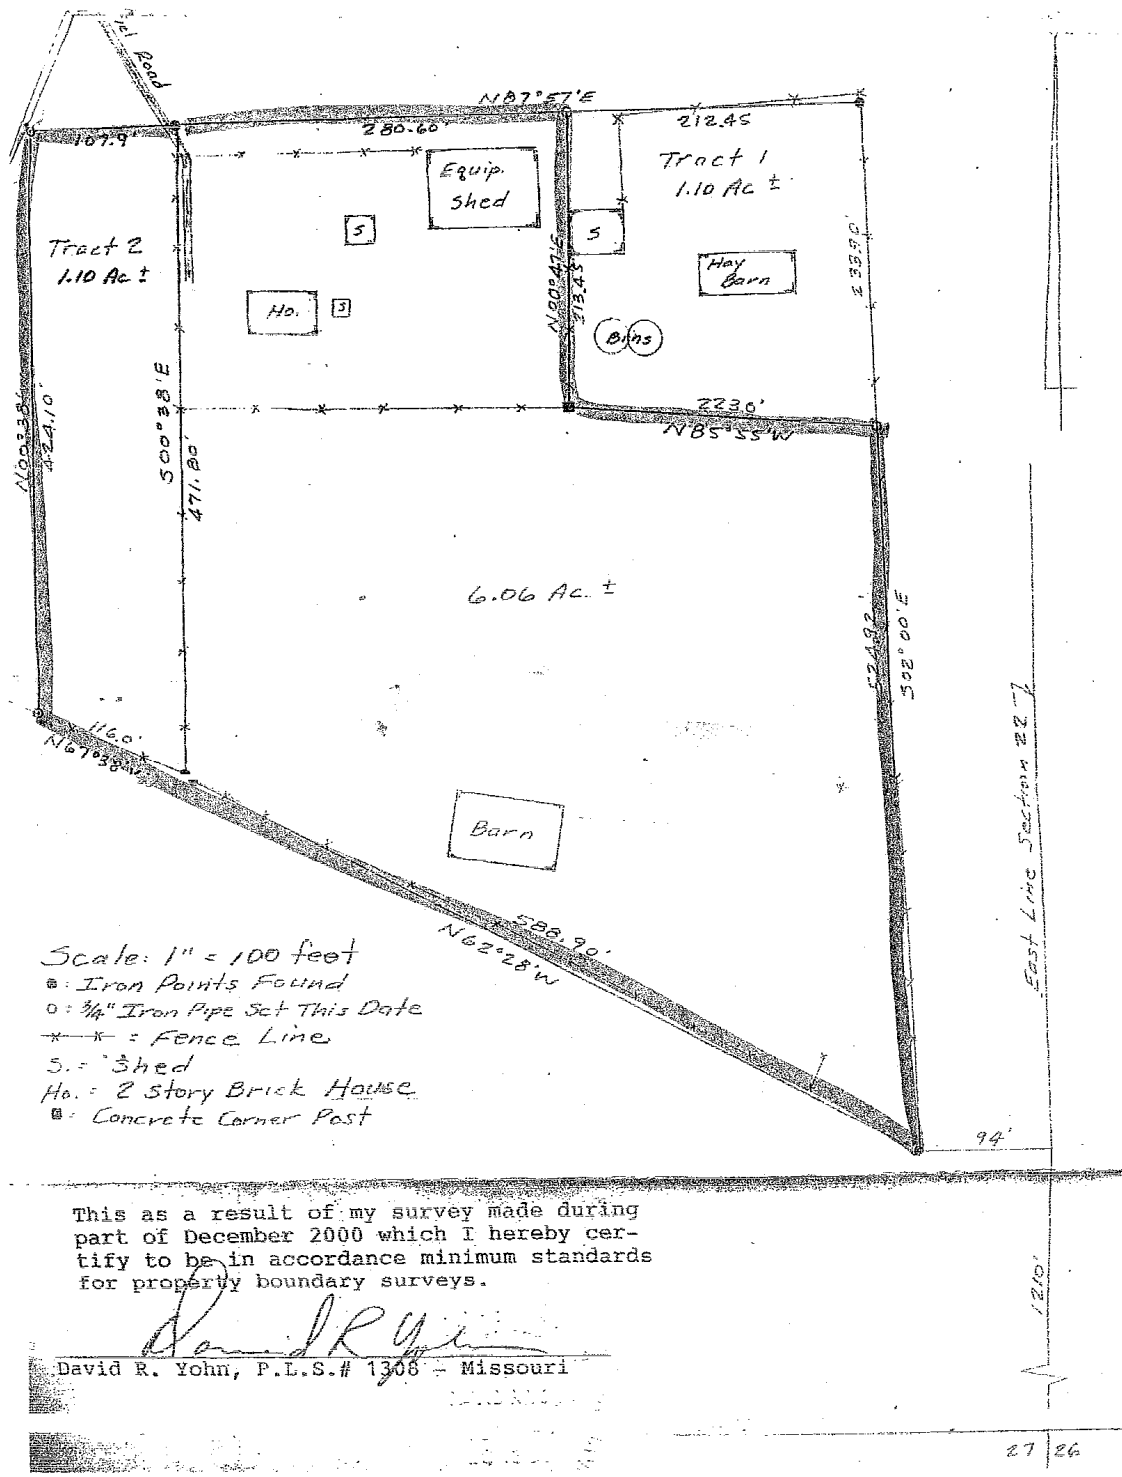 Road
N87°57'E
107.9'
280.60'
212.45
Tract 1
1.10 Ac ±
Equip.
Shed
S
S
Tract 2
1.10 Ac ±
Hay
Barn
Ho.
S
Bins
N00°47'E
213.45'
233.90'
S00°38'E
471.80'
N00°38'
424.10'
223.0'
N85°55'W
6.06 Ac. ±
524.92'
S02°00'E
East Line Section 22
116.0'
N67°38'W
Barn
588.90'
N62°28'W
Scale: 1" = 100 feet
: Iron Points Found
o : 3/4" Iron Pipe Set This Date
x x = Fence Line
S. = Shed
Ho. = 2 Story Brick House
: Concrete Corner Post
94'
This as a result of my survey made during
part of December 2000 which I hereby cer-
tify to be in accordance minimum standards
for property boundary surveys.
David R Yohn
David R. Yohn, P.L.S.# 1308 - Missouri
1210'
27 26